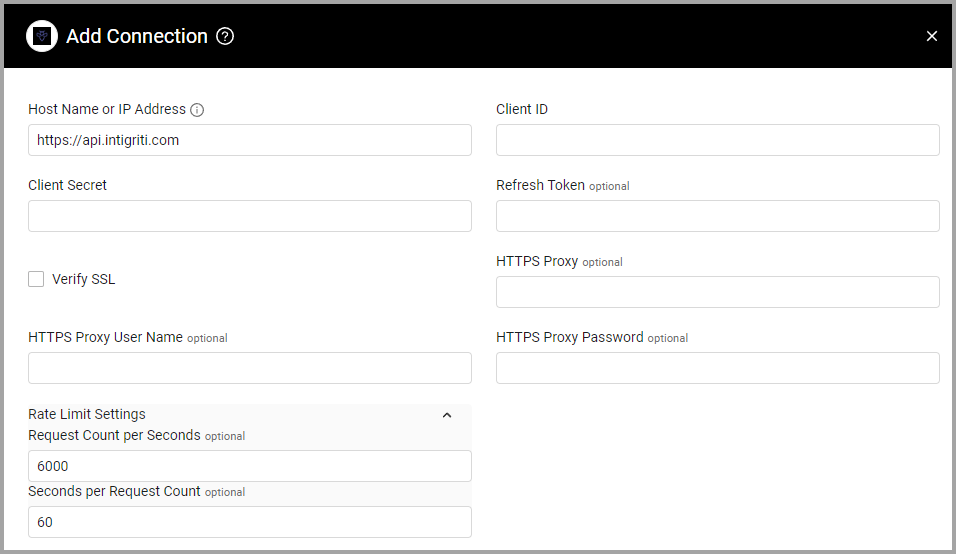 Add Connection ?
Host Name or IP Address
https://api.intigriti.com
Client ID
Client Secret
Refresh Token optional
Verify SSL
HTTPS Proxy optional
HTTPS Proxy User Name optional
HTTPS Proxy Password optional
Rate Limit Settings
Request Count per Seconds optional
6000
Seconds per Request Count optional
60